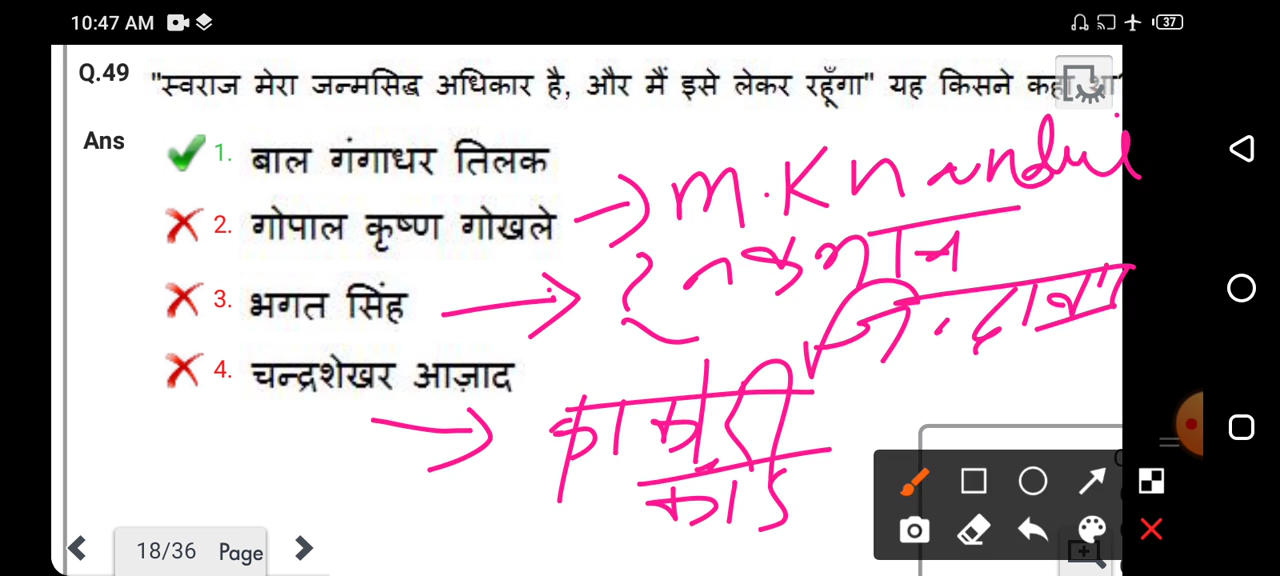 10:47 AM 37
Q.49 "स्वराज मेरा जन्मसिद्ध अधिकार है, और मैं इसे लेकर रहूँगा" यह किसने कहा था
Ans 1. बाल गंगाधर तिलक
2. गोपाल कृष्ण गोखले
M.K
3. भगत सिंह
4. चन्द्रशेखर आज़ाद
काकोरी
कांड
18/36 Page